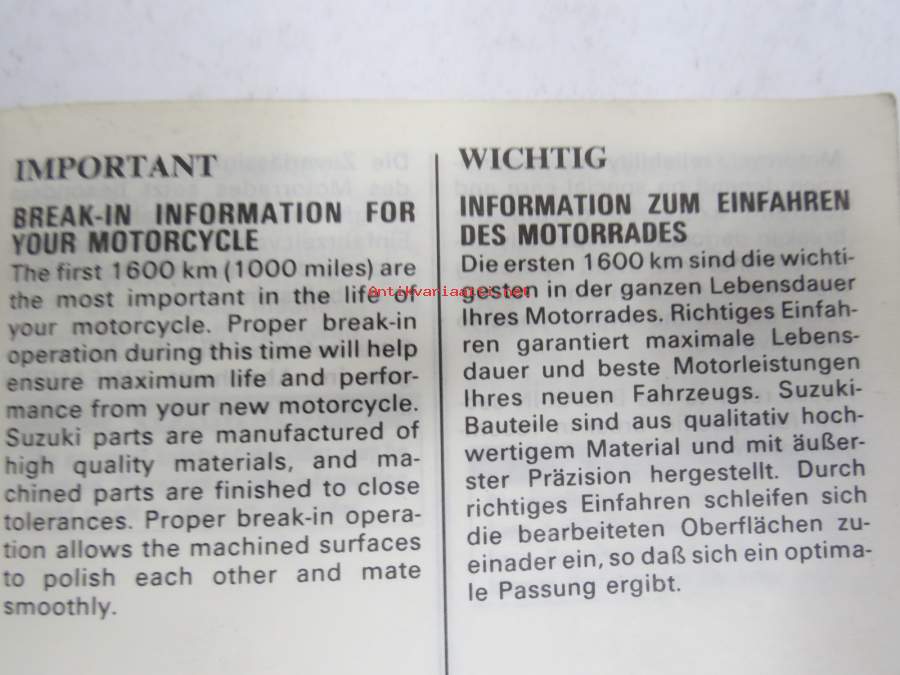 IMPORTANT
BREAK-IN INFORMATION FOR
YOUR MOTORCYCLE
The first 1600 km (1000 miles) are
the most important in the life of
your motorcycle. Proper break-in
operation during this time will help
ensure maximum life and perfor-
mance from your new motorcycle.
Suzuki parts are manufactured of
high quality materials, and ma-
chined parts are finished to close
tolerances. Proper break-in opera-
tion allows the machined surfaces
to polish each other and mate
smoothly.
WICHTIG
INFORMATION ZUM EINFAHREN
DES MOTORRADES
Die ersten 1600 km sind die wichti-
gesten in der ganzen Lebensdauer
Ihres Motorrades. Richtiges Einfah-
ren garantiert maximale Lebens-
dauer und beste Motorleistungen
Ihres neuen Fahrzeugs. Suzuki-
Bauteile sind aus qualitativ hoch-
wertigem Material und mit äußer-
ster Präzision hergestellt. Durch
richtiges Einfahren schleifen sich
die bearbeiteten Oberflächen zu-
einader ein, so daß sich ein optima-
le Passung ergibt.